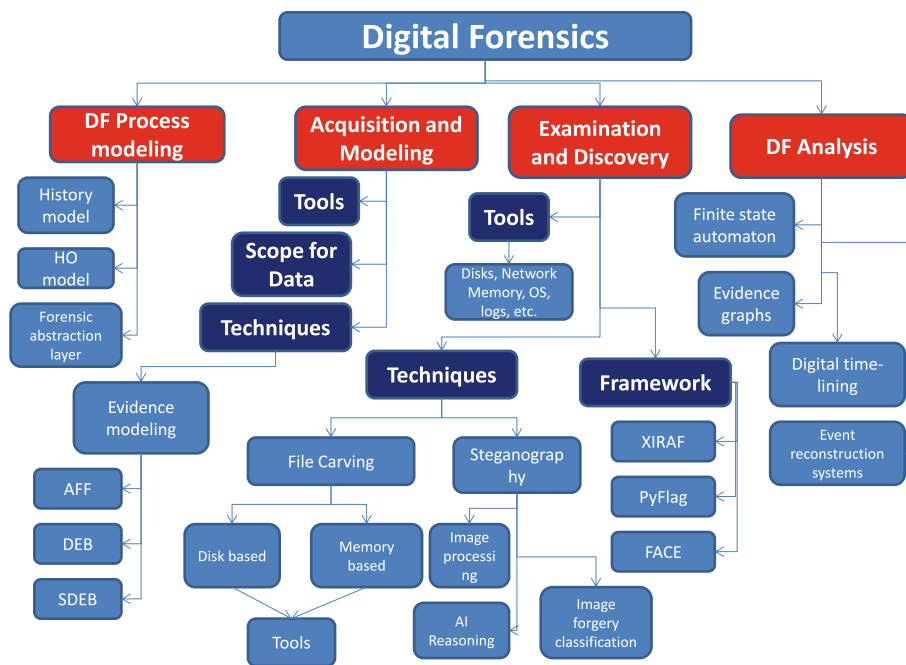 Digital Forensics
DF Process
modeling
Acquisition and
Modeling
Examination
and Discovery
DF Analysis
History
model
HO
model
Forensic
abstraction
layer
Tools
Scope for
Data
Techniques
Evidence
modeling
AFF
DEB
SDEB
Tools
Disks, Network
Memory, OS,
logs, etc.
Techniques
File Carving
Disk based
Memory
based
Tools
Steganogra
phy
Image
processi
ng
AI
Reasoning
Image
forgery
classification
Framework
XIRAF
PyFlag
FACE
Finite state
automaton
Evidence
graphs
Digital time-
lining
Event
reconstruction
systems